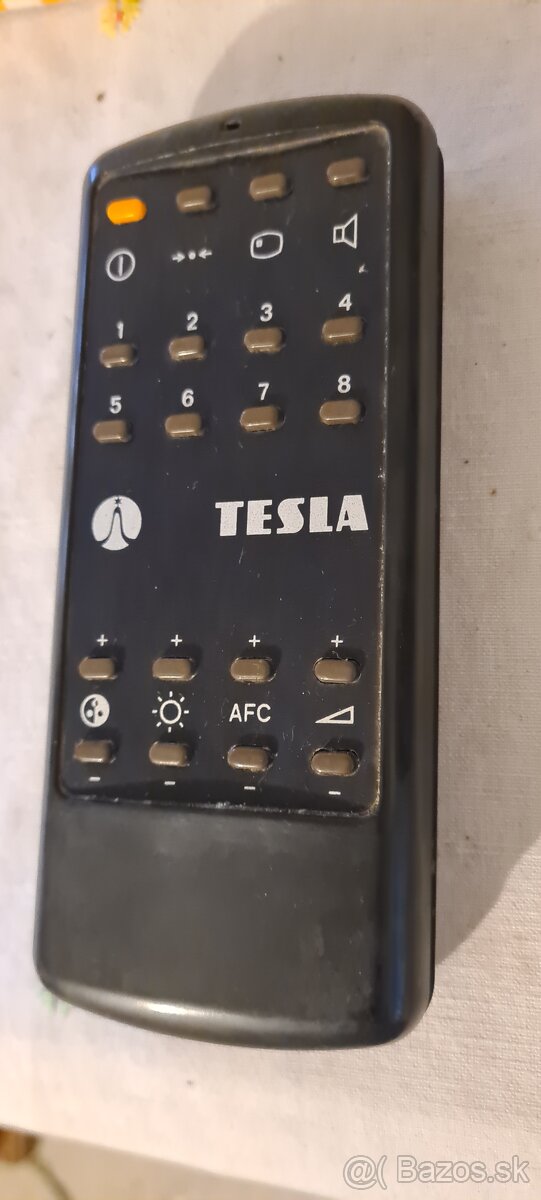 1 2 3 4
5 6 7 8
TESLA
+ + + +
AFC
- - - -
@( Bazos.sk